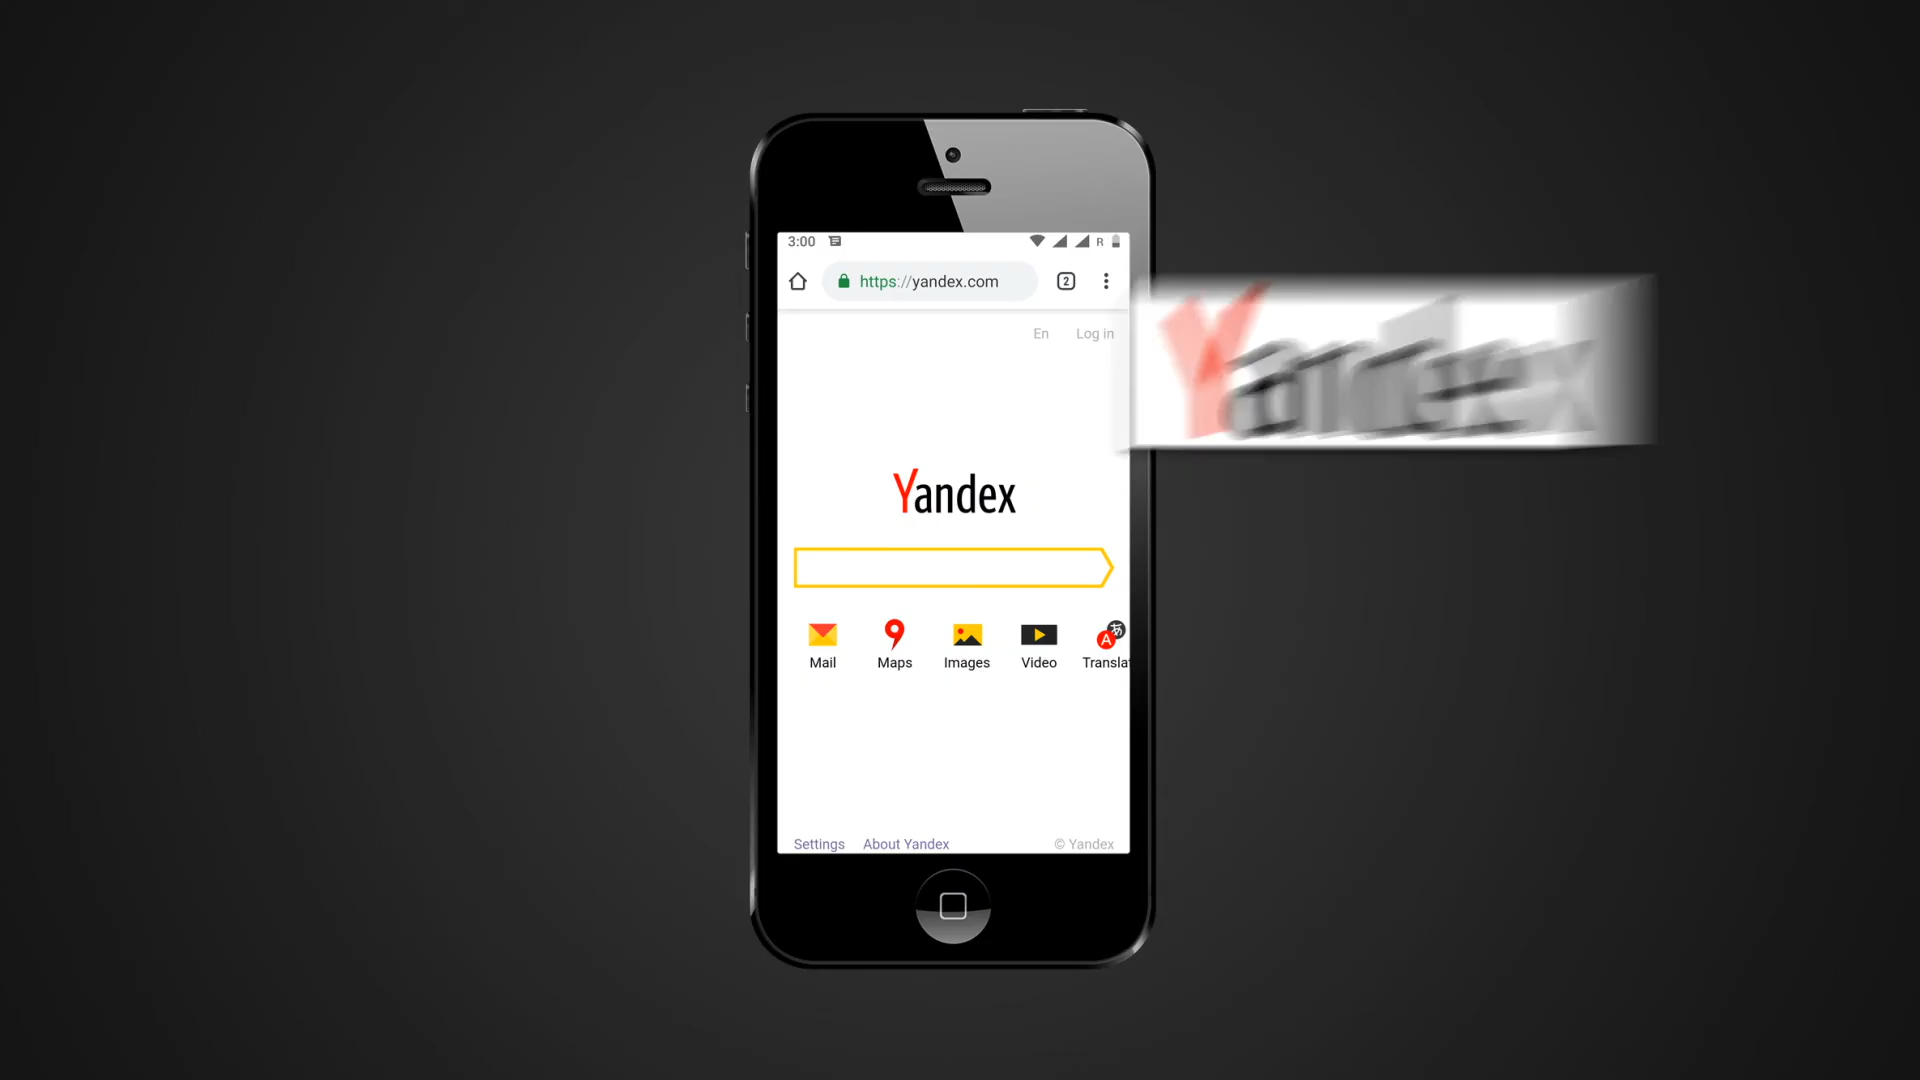 3:00 R
https://yandex.com 2
En Log in
Yandex
Yandex
Mail Maps Images Video Transla
Settings About Yandex © Yandex